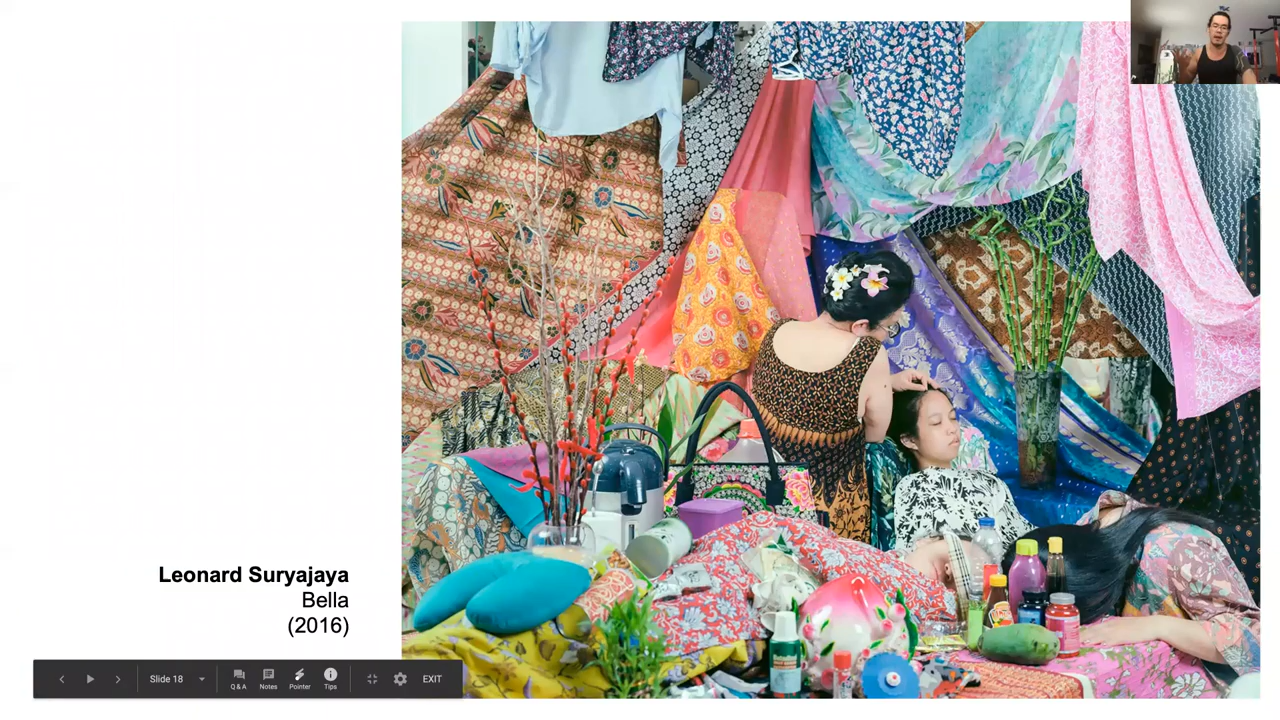 Leonard Suryajaya
Bella
(2016)
Slide 18
Q & A
Notes
Pointer
Tips
EXIT